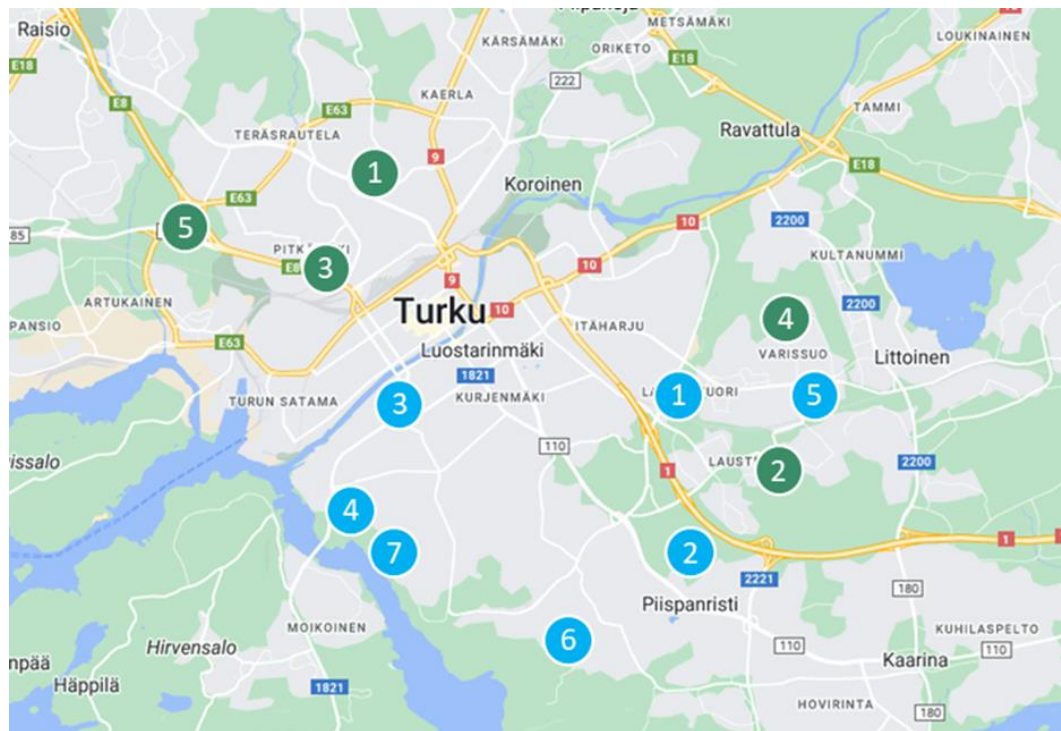 METSÄMÄKI
Raisio
KÄRSÄMÄKI
ORIKETO
LOUKINAINEN
E18
E18
222
E8
E63
KAERLA
TAMMI
TERÄSRAUTELA
Ravattula
9
E18
1
Koroinen
E63
5
2200
10
85
3
KULTANUMMI
10
9
ARTUKAINEN
2200
Turku
10
4
PANSIO
ITÄHARJU
E63
Luostarinmäki
VARISSUO
Littoinen
1821
TURUN SATAMA
3
KURJENMÄKI
1
5
110
2
1
2200
4
7
2
1
1
2221
180
Piispanristi
MOIKOINEN
6
Hirvensalo
110
KUHILASPELTO
110
Kaarina
Häppilä
1821
HOVIRINTA
180